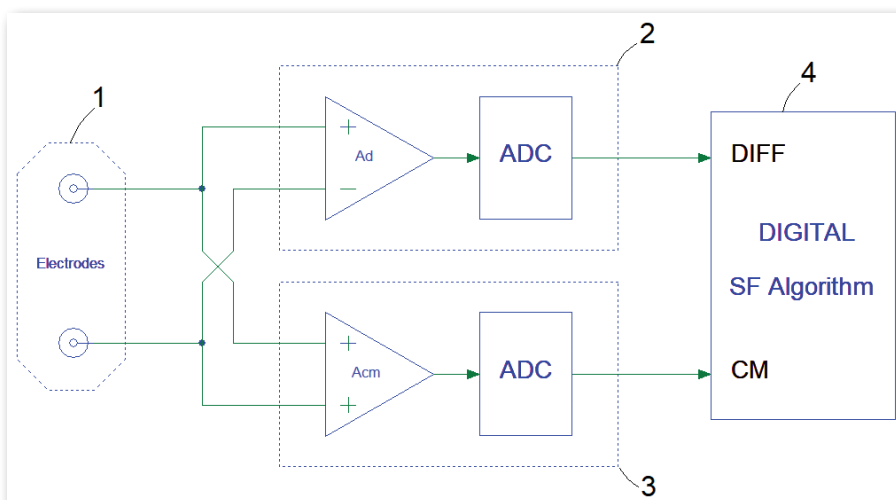 1
2
4
+
Ad
−
ADC
DIFF
DIGITAL
SF Algorithm
Electrodes
+
Acm
+
ADC
CM
3